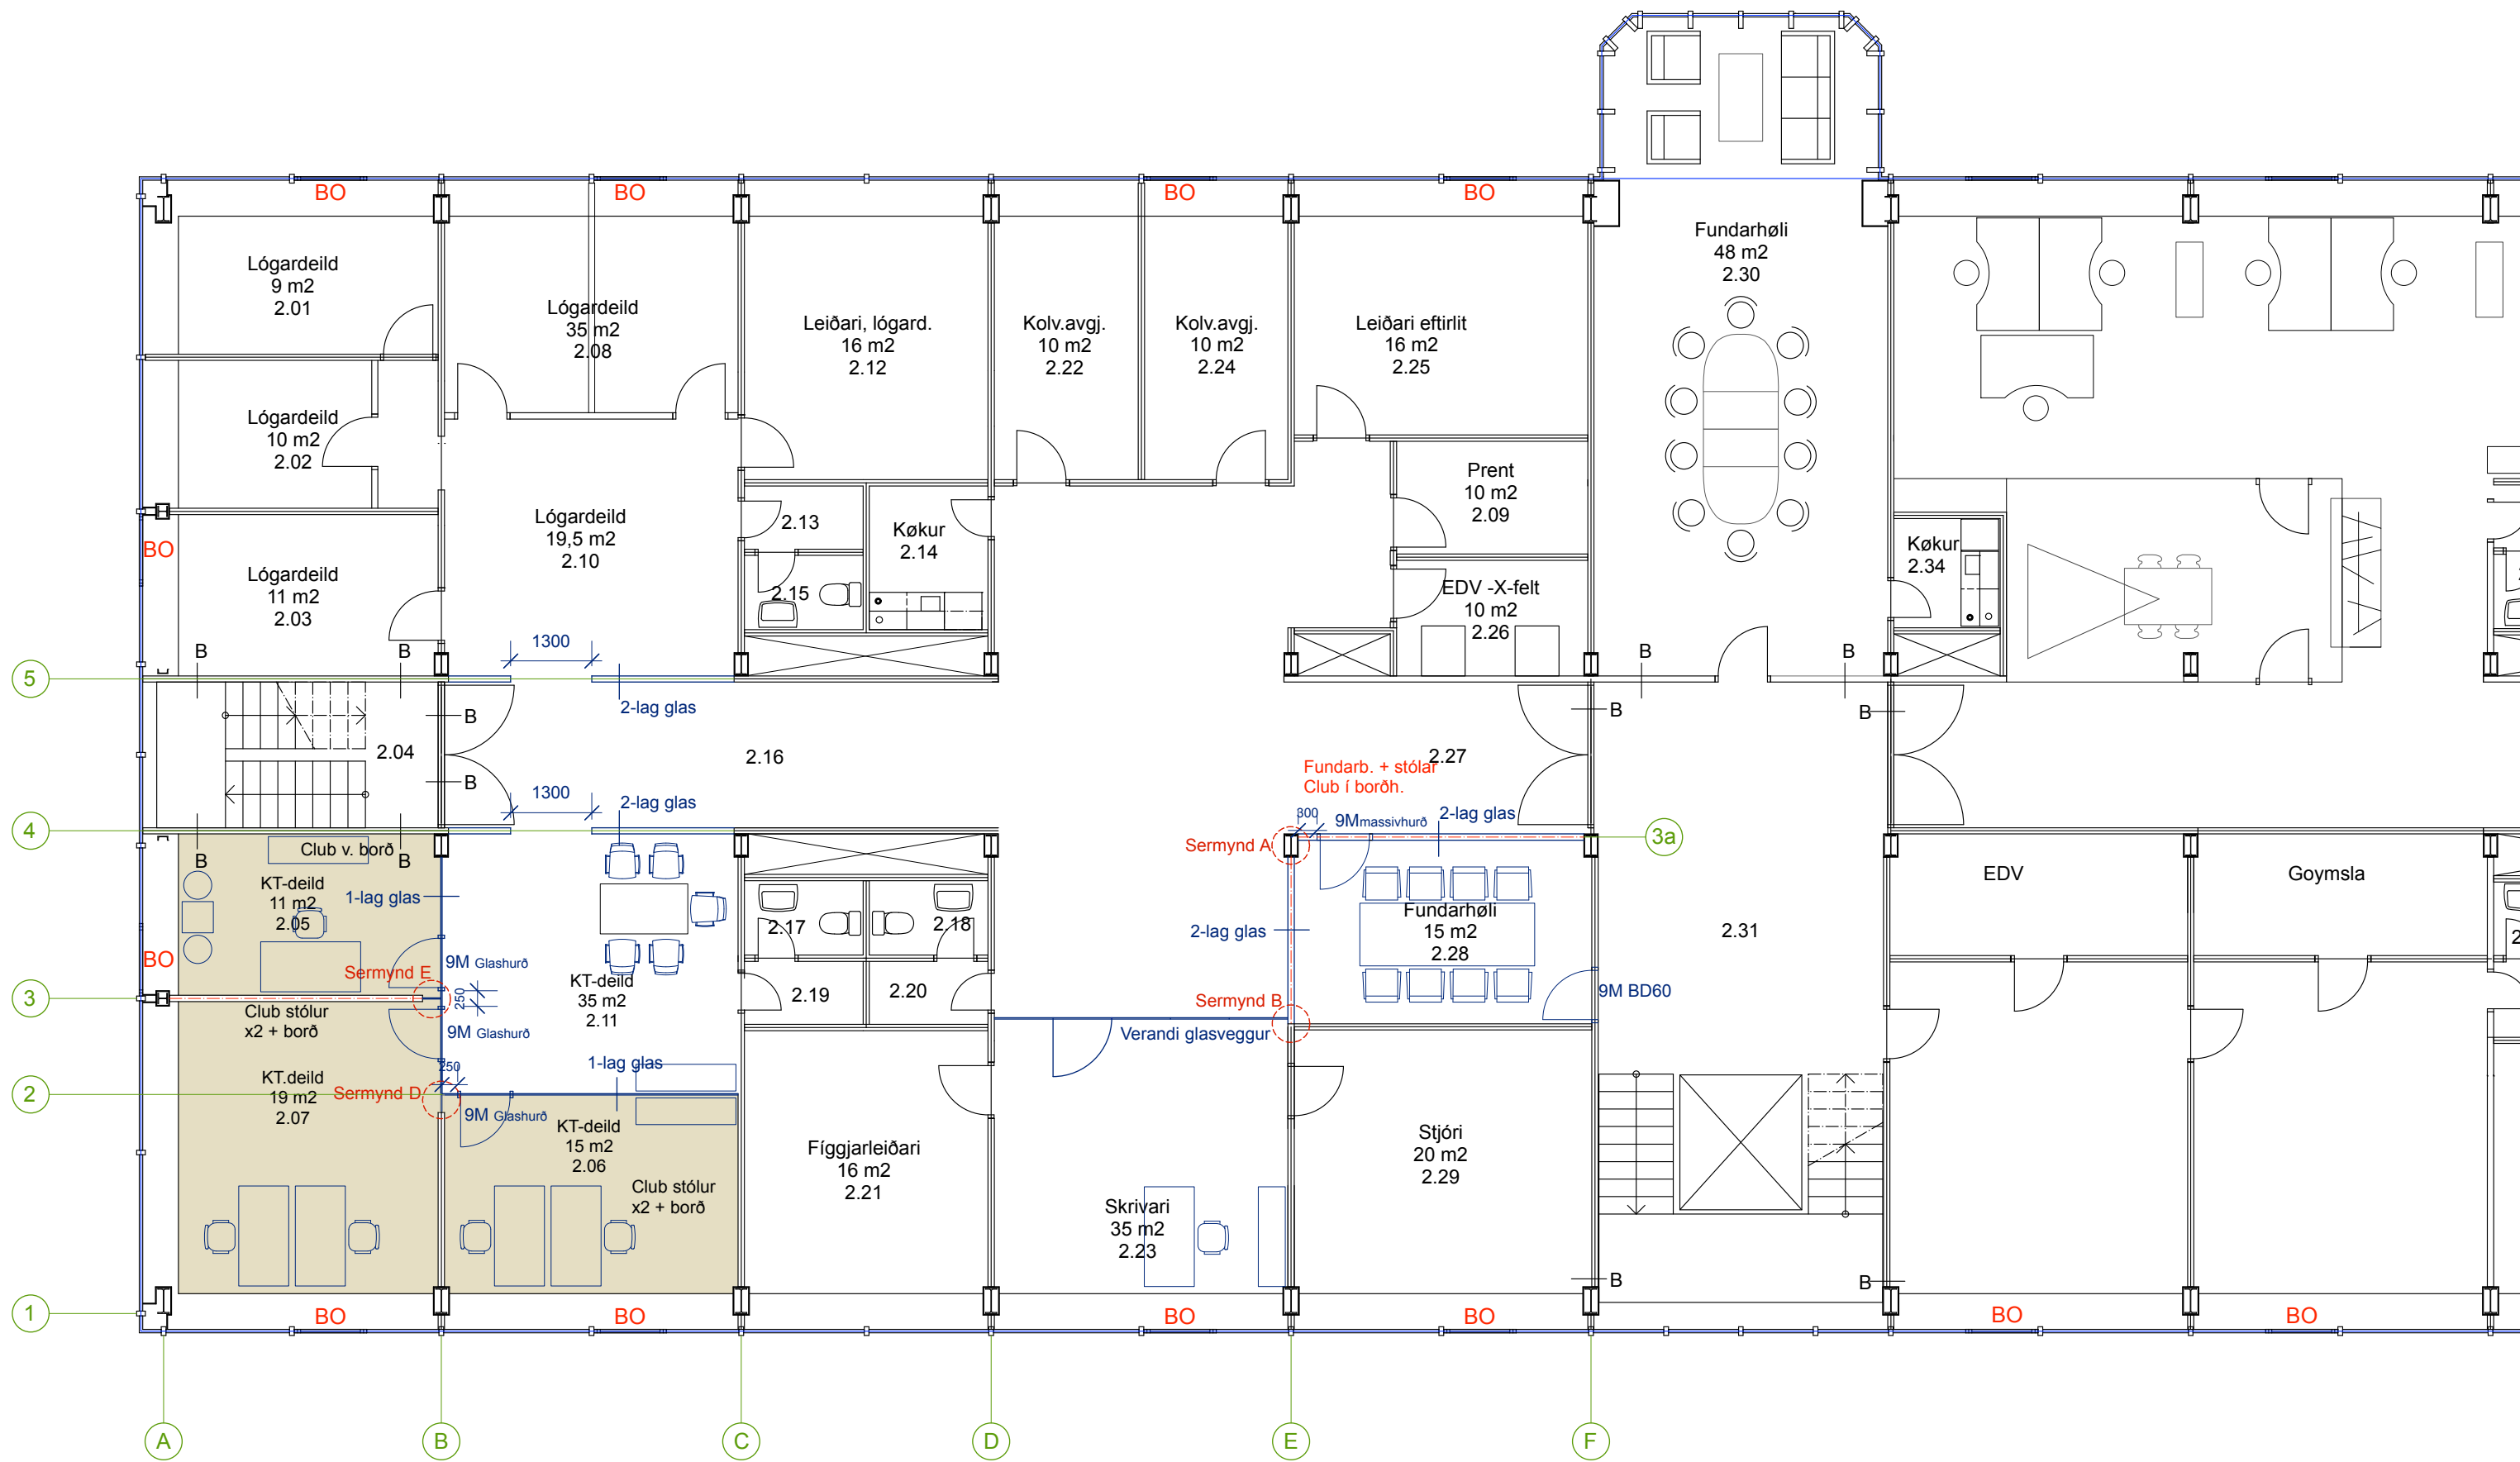 BO
BO
BO
BO
Fundarhøli
48 m2
2.30
Lógardeild
9 m2
2.01
Lógardeild
35 m2
2.08
Leiðari, lógard.
16 m2
2.12
Kolv.avgj.
10 m2
2.22
Kolv.avgj.
10 m2
2.24
Leiðari eftirlit
16 m2
2.25
Lógardeild
10 m2
2.02
Prent
10 m2
2.09
Lógardeild
19,5 m2
2.10
2.13
Køkur
2.14
BO
Køkur
2.34
Lógardeild
11 m2
2.03
2.15
EDV -X-felt
10 m2
2.26
B
B
1300
B
B
5
2-lag glas
B
B
B
2.04
2.16
2.27
Fundarb. + stólar
Club í borðh.
B
1300
2-lag glas
300
9Mmassivhurð
2-lag glas
4
3a
Club v. borð
B
B
Sermynd A
KT-deild
11 m2
2.05
1-lag glas
EDV
Goymsla
2.17
2.18
2-lag glas
Fundarhøli
15 m2
2.28
2.31
2
BO
Sermynd E
9M Glashurð
KT-deild
35 m2
2.11
2.19
2.20
9M BD60
3
250
Club stólur
x2 + borð
9M Glashurð
Sermynd B
Verandi glasveggur
1-lag glas
250
KT.deild
19 m2
2.07
Sermynd D
2
9M Glashurð
KT-deild
15 m2
2.06
Club stólur
x2 + borð
Fíggjarleiðari
16 m2
2.21
Stjóri
20 m2
2.29
Skrivari
35 m2
2.23
B
B
1
BO
BO
BO
BO
BO
BO
A
B
C
D
E
F